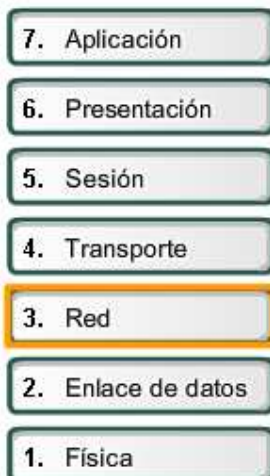 7. Aplicación
6. Presentación
5. Sesión
4. Transporte
3. Red
2. Enlace de datos
1. Física